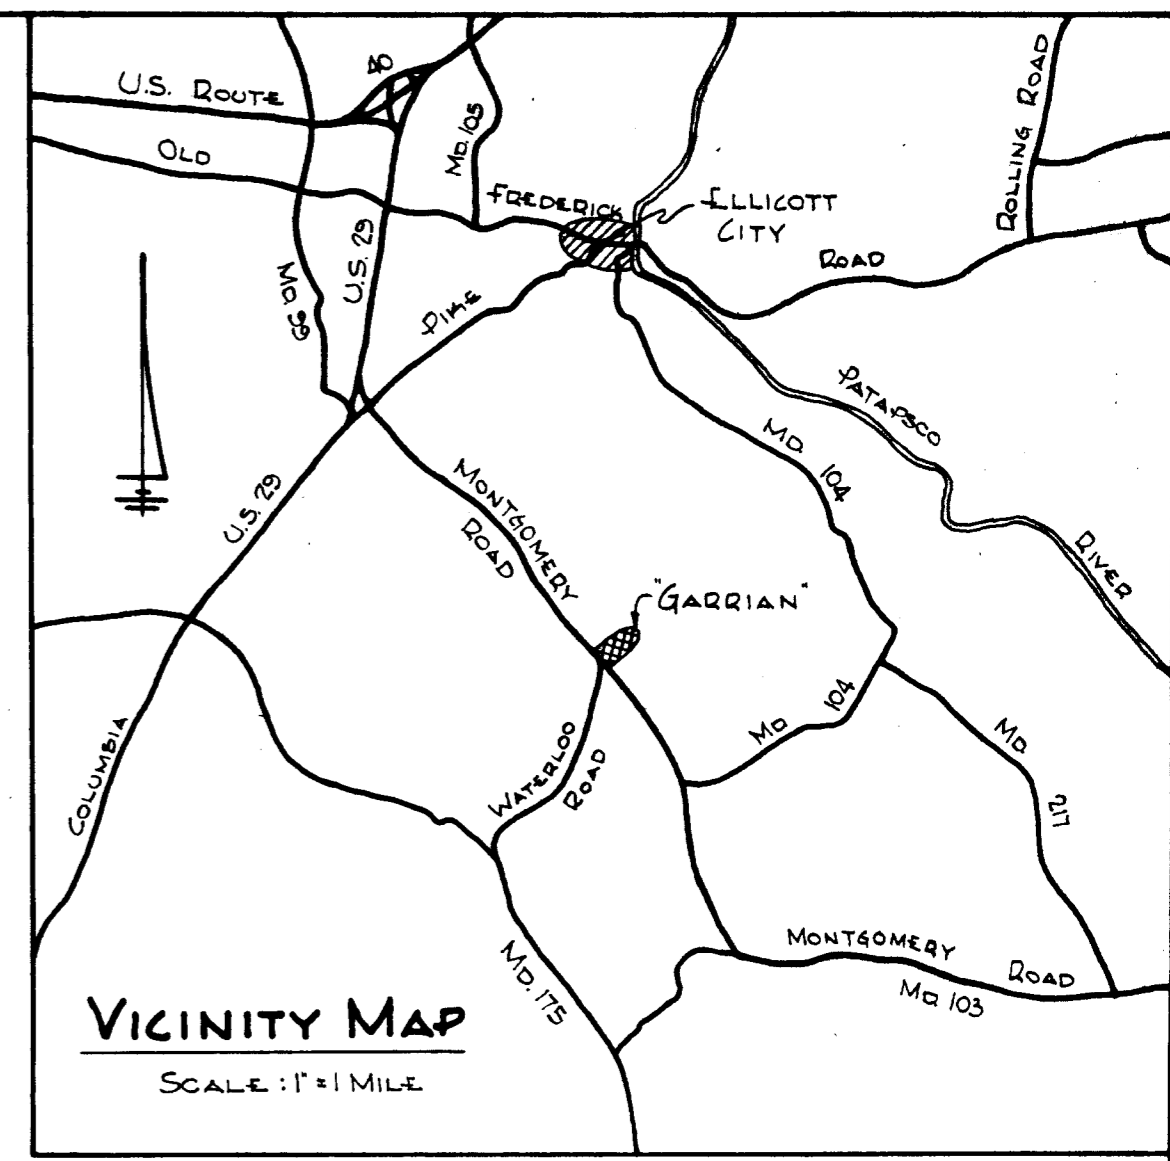 40
U.S. ROUTE
ROLLING ROAD
MD. 105
OLD
FREDERICK
ELLICOTT
CITY
ROAD
U.S. 29
MD. 99
PIKE
PATAPSCO
MD. 104
MONTGOMERY
ROAD
U.S. 29
RIVER
"GARRIAN"
MD 104
MD. 217
COLUMBIA
WATERLOO
ROAD
MONTGOMERY
ROAD
MD. 175
MD. 103
VICINITY MAP
SCALE : 1" = 1 MILE